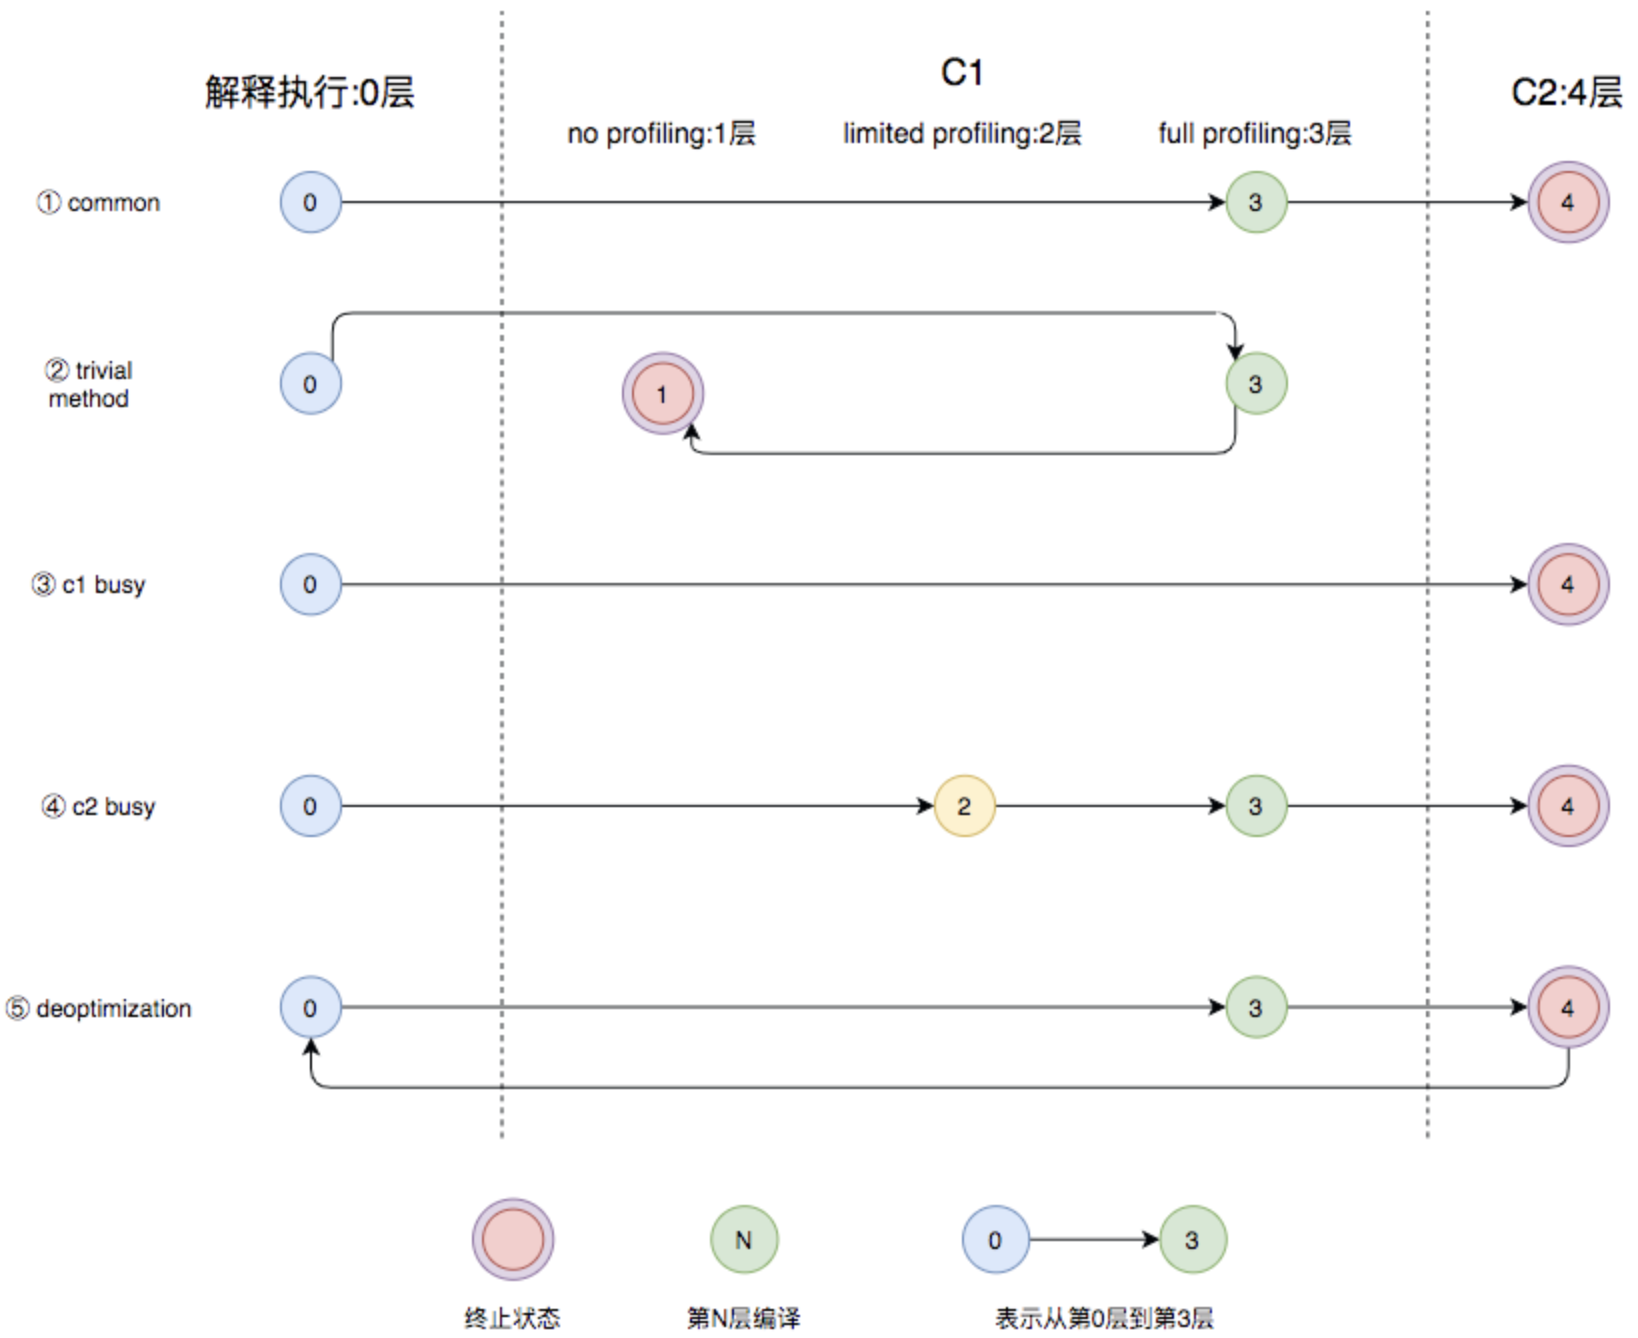 解释执行:0层
C1
C2:4层
no profiling:1层
limited profiling:2层
full profiling:3层
① common
0
3
4
② trivial
method
0
1
3
③ c1 busy
0
4
④ c2 busy
0
2
3
4
⑤ deoptimization
0
3
4
N
0
3
终止状态
第N层编译
表示从第0层到第3层